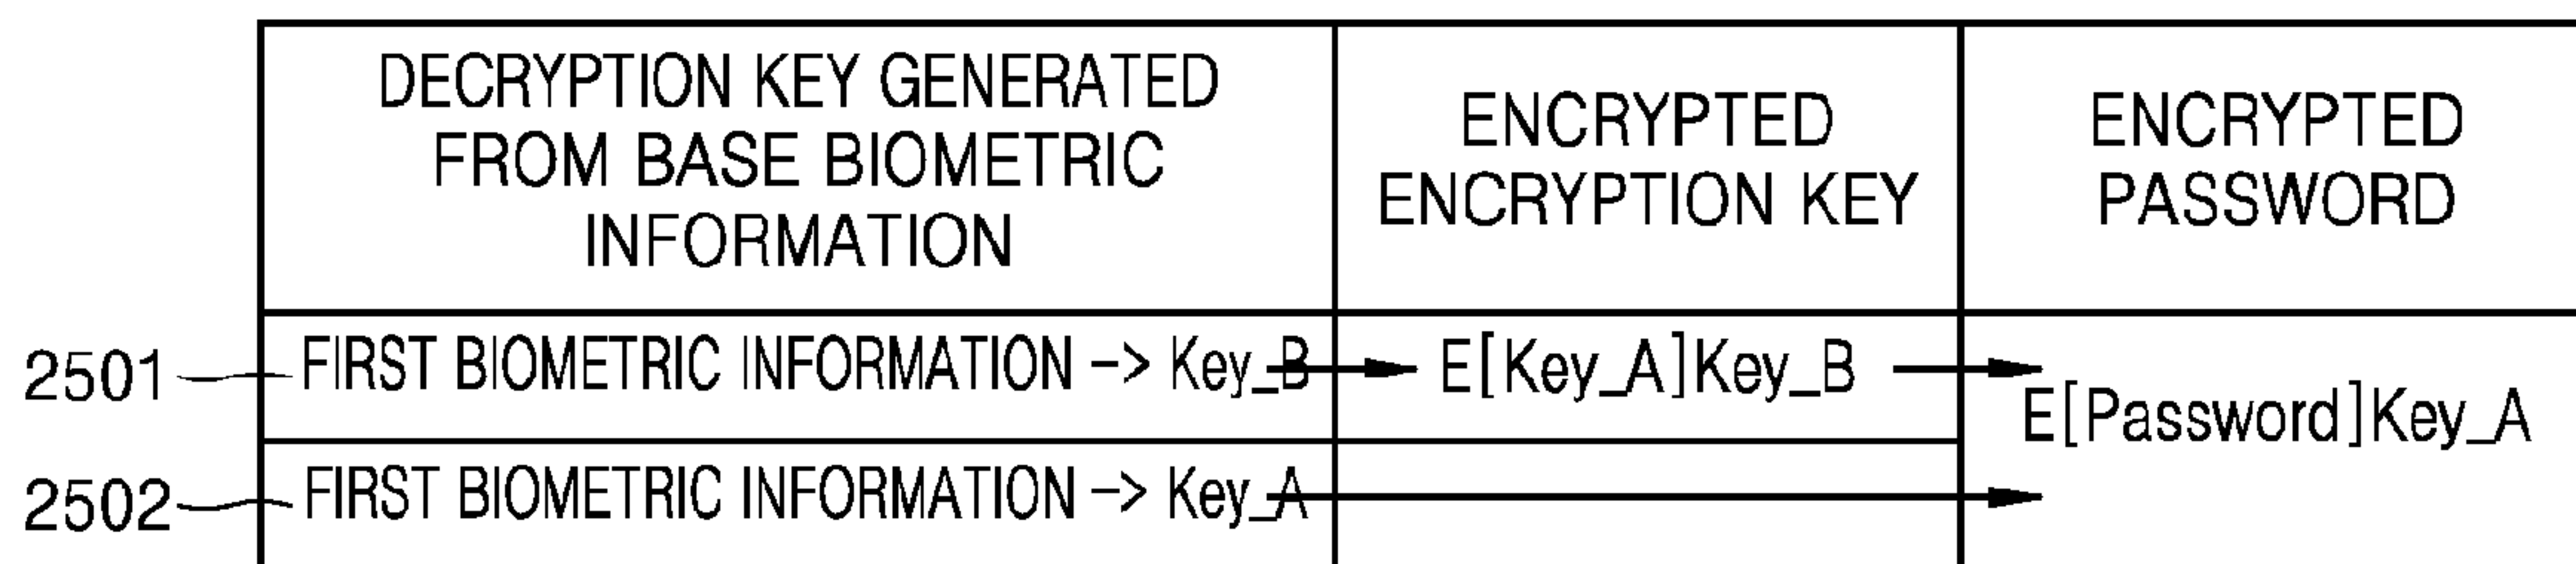 DECRYPTION KEY GENERATED
FROM BASE BIOMETRIC
INFORMATION
ENCRYPTED
ENCRYPTION KEY
ENCRYPTED
PASSWORD
2501
FIRST BIOMETRIC INFORMATION -> Key_B
E[Key_A]Key_B
E[Password]Key_A
2502
FIRST BIOMETRIC INFORMATION -> Key_A